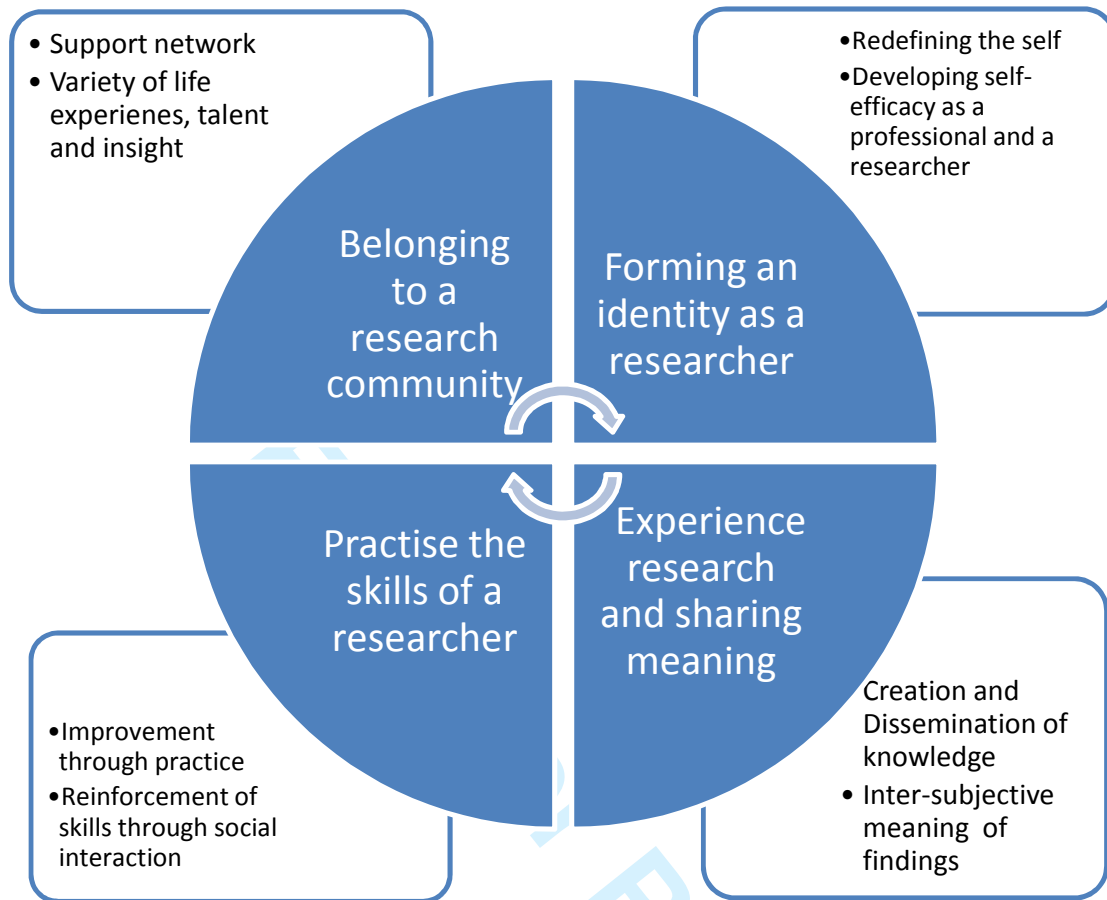 • Support network
• Variety of life
experienes, talent
and insight
•Redefining the self
•Developing self-
efficacy as a
professional and a
researcher
Belonging
to a
research
community
Forming an
identity as a
researcher
Practise the
skills of a
researcher
Experience
research
and sharing
meaning
•Improvement
through practice
•Reinforcement of
skills through social
interaction
Creation and
Dissemination of
knowledge
• Inter-subjective
meaning of
findings